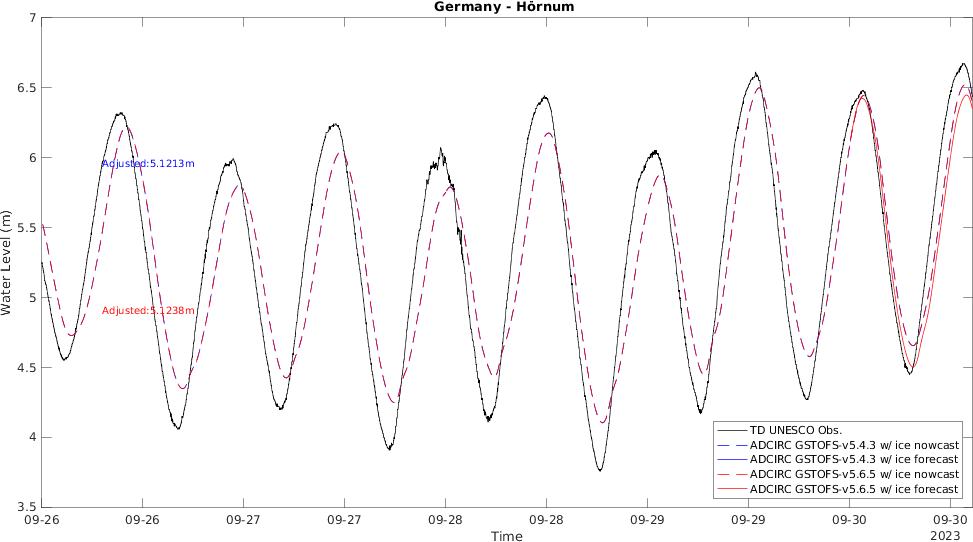 Germany - Hörnum
7
6.5
6
5.5
5
4.5
4
3.5
Water Level (m)
Adjusted:5.1213m
Adjusted:5.1238m
TD UNESCO Obs.
ADCIRC GSTOFS-v5.4.3 w/ ice nowcast
ADCIRC GSTOFS-v5.4.3 w/ ice forecast
ADCIRC GSTOFS-v5.6.5 w/ ice nowcast
ADCIRC GSTOFS-v5.6.5 w/ ice forecast
09-26 09-26 09-27 09-27 09-28 09-28 09-29 09-29 09-30 09-30
2023
Time